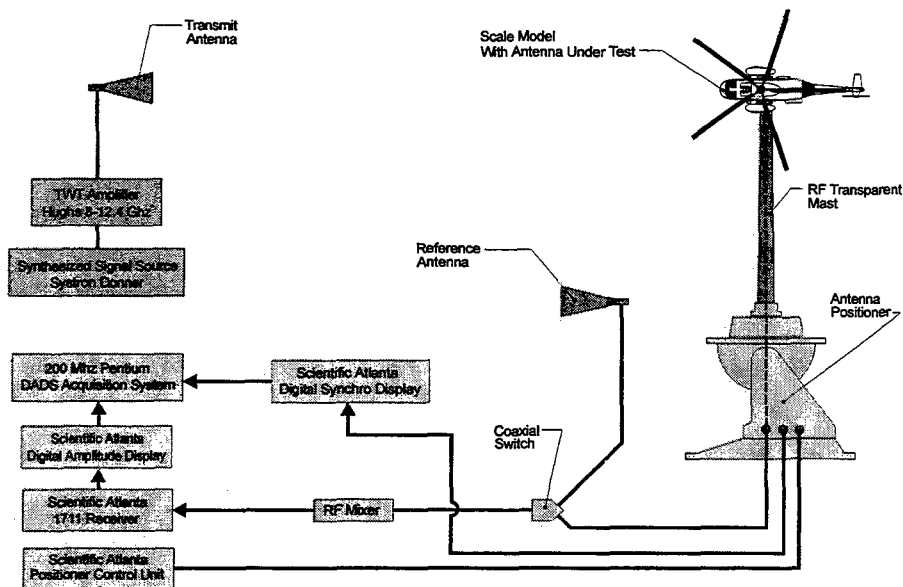 Transmit
Antenna
Scale Model
With Antenna Under Test
TWT Amplifier
Hughs 8-12.4 Ghz
RF Transparent
Mast
Synthesized Signal Source
Systron Donner
Reference
Antenna
Antenna
Positioner
200 Mhz Pentium
DADS Acquisition System
Scientific Atlanta
Digital Synchro Display
Scientific Atlanta
Digital Amplitude Display
Coaxial
Switch
Scientific Atlanta
1711 Receiver
RF Mixer
Scientific Atlanta
Positioner Control Unit